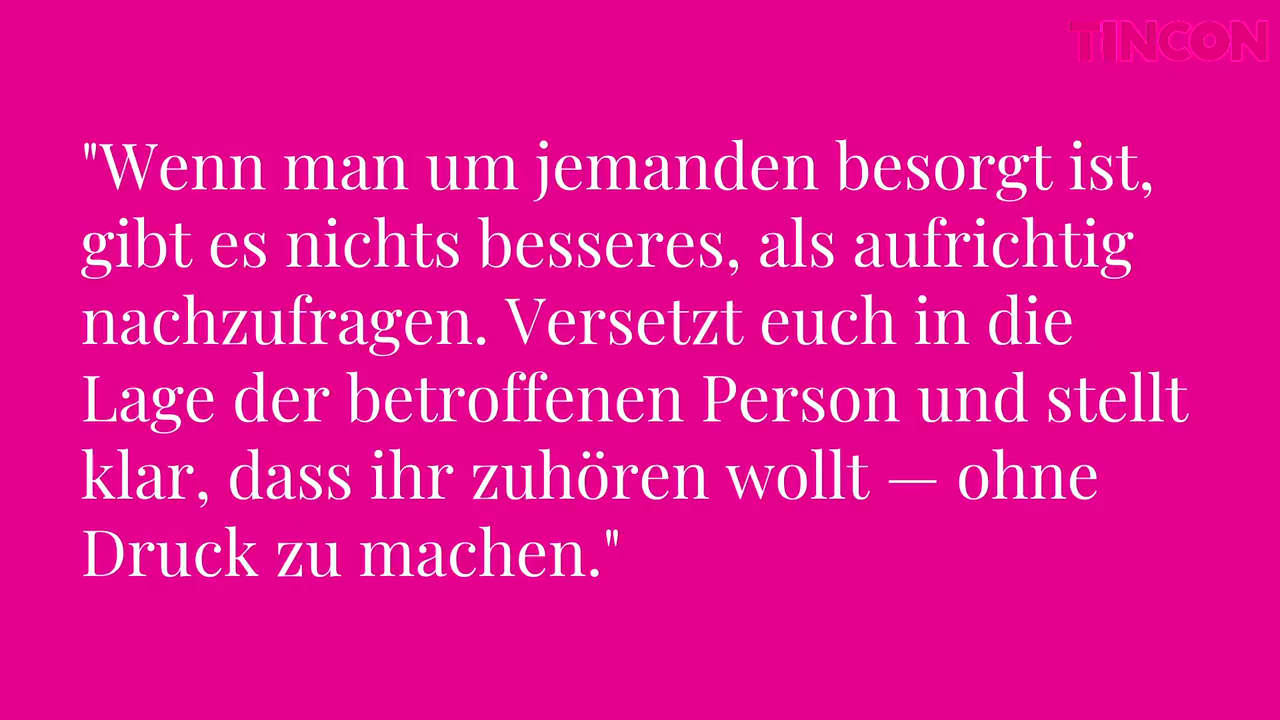 TINCON
"Wenn man um jemanden besorgt ist,
gibt es nichts besseres, als aufrichtig
nachzufragen. Versetzt euch in die
Lage der betroffenen Person und stellt
klar, dass ihr zuhören wollt — ohne
Druck zu machen."